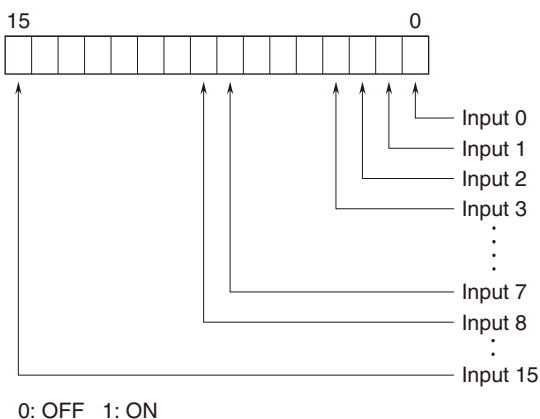 15 0
Input 0
Input 1
Input 2
Input 3
Input 7
Input 8
Input 15
0: OFF 1: ON